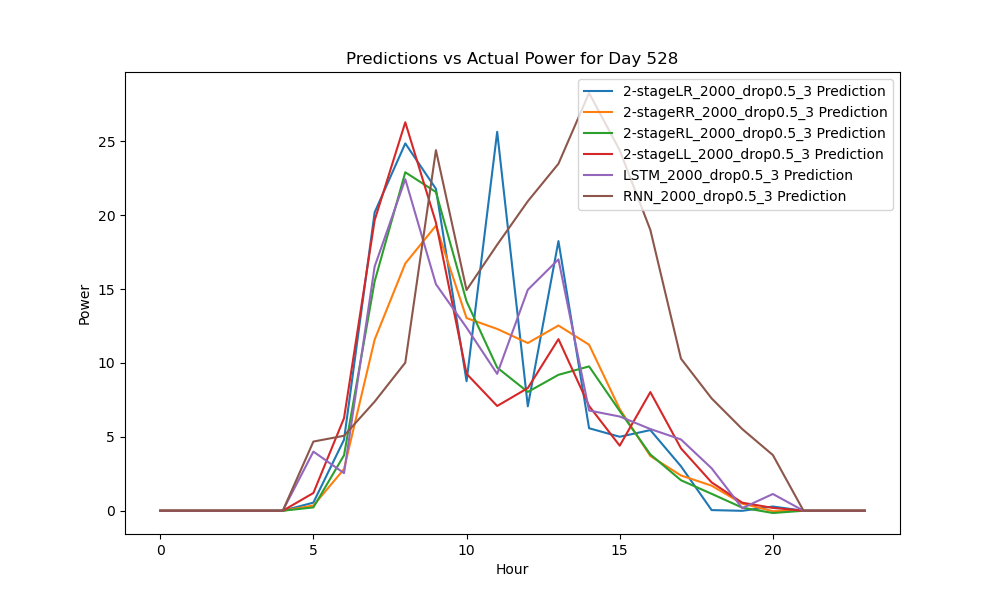 Predictions vs Actual Power for Day 528
2-stageLR_2000_drop0.5_3 Prediction
2-stageRR_2000_drop0.5_3 Prediction
2-stageRL_2000_drop0.5_3 Prediction
2-stageLL_2000_drop0.5_3 Prediction
LSTM_2000_drop0.5_3 Prediction
RNN_2000_drop0.5_3 Prediction
25
20
15
10
5
0
Power
0 5 10 15 20
Hour